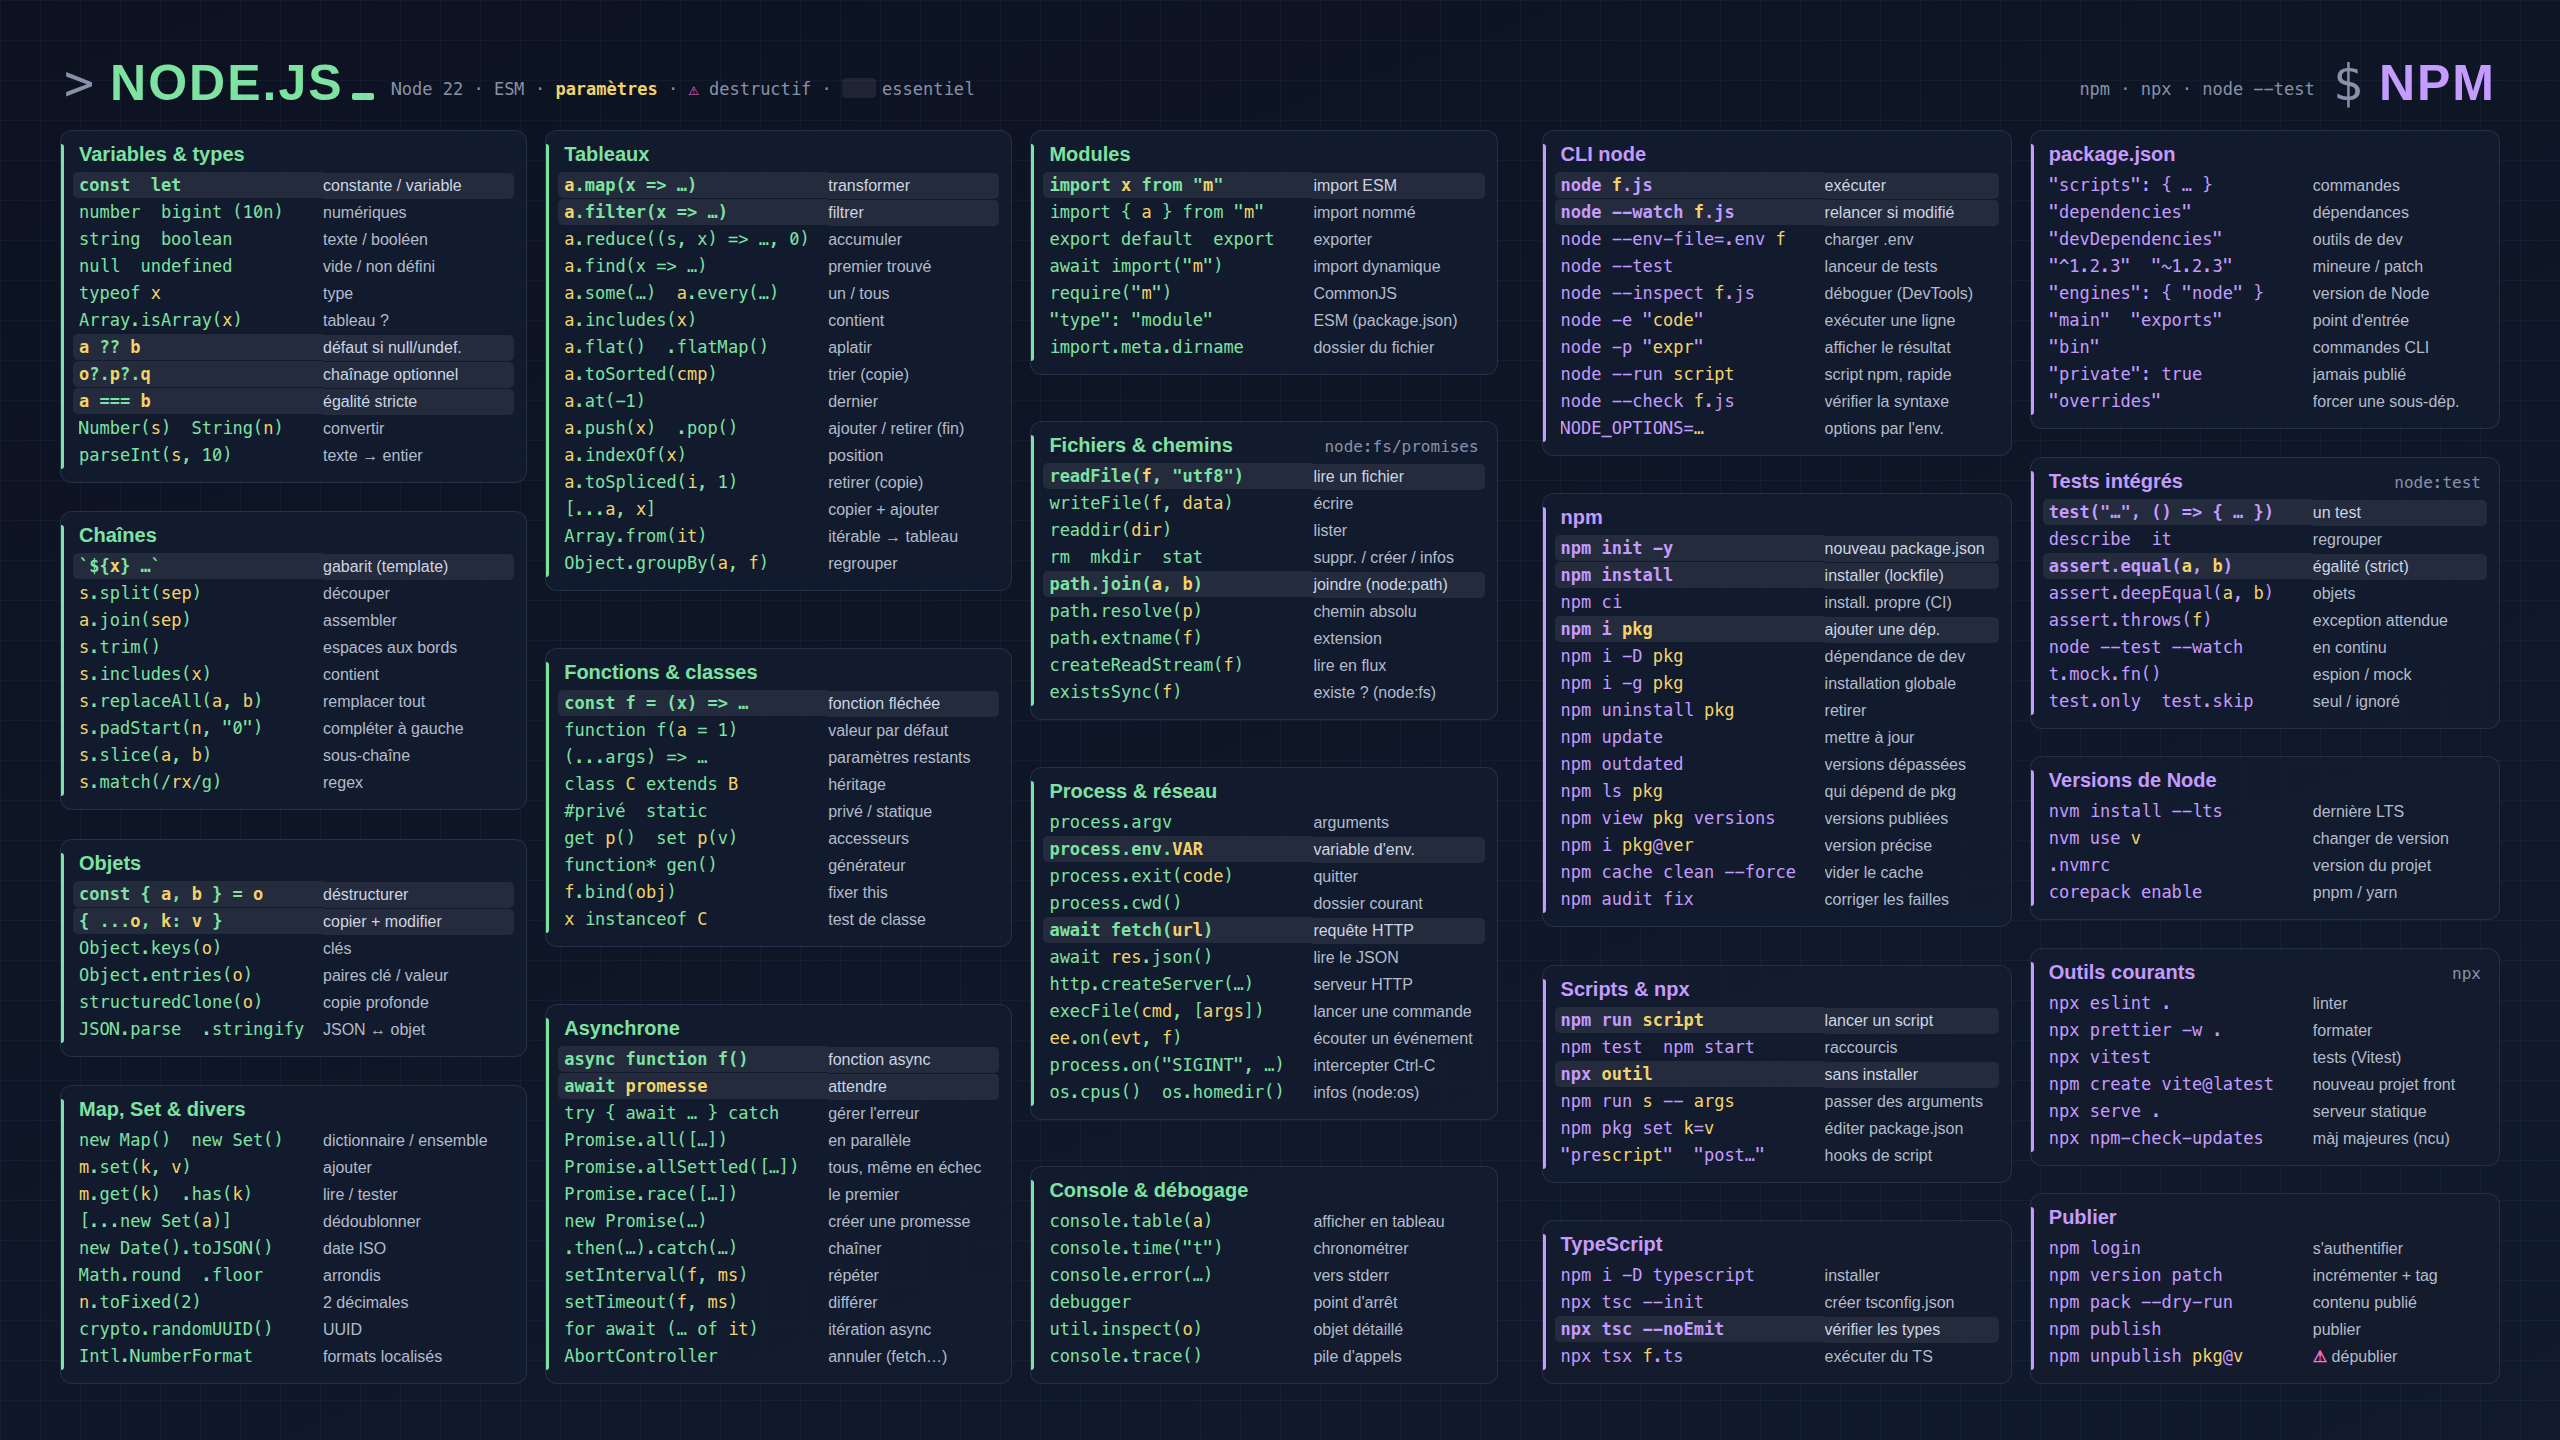 > NODE.JS_ Node 22 · ESM · paramètres · ⚠ destructif · essentiel
npm · npx · node --test $ NPM
Variables & types
const  let constante / variable
number  bigint (10n) numériques
string  boolean texte / booléen
null  undefined vide / non défini
typeof x type
Array.isArray(x) tableau ?
a ?? b défaut si null/undef.
o?.p?.q chaînage optionnel
a === b égalité stricte
Number(s)  String(n) convertir
parseInt(s, 10) texte → entier
Chaînes
`${x} …` gabarit (template)
s.split(sep) découper
a.join(sep) assembler
s.trim() espaces aux bords
s.includes(x) contient
s.replaceAll(a, b) remplacer tout
s.padStart(n, "0") compléter à gauche
s.slice(a, b) sous-chaîne
s.match(/rx/g) regex
Objets
const { a, b } = o déstructurer
{ ...o, k: v } copier + modifier
Object.keys(o) clés
Object.entries(o) paires clé / valeur
structuredClone(o) copie profonde
JSON.parse  .stringify JSON ↔ objet
Map, Set & divers
new Map()  new Set() dictionnaire / ensemble
m.set(k, v) ajouter
m.get(k)  .has(k) lire / tester
[...new Set(a)] dédoublonner
new Date().toJSON() date ISO
Math.round  .floor arrondis
n.toFixed(2) 2 décimales
crypto.randomUUID() UUID
Intl.NumberFormat formats localisés
Tableaux
a.map(x => …) transformer
a.filter(x => …) filtrer
a.reduce((s, x) => …, 0) accumuler
a.find(x => …) premier trouvé
a.some(…)  a.every(…) un / tous
a.includes(x) contient
a.flat()  .flatMap() aplatir
a.toSorted(cmp) trier (copie)
a.at(-1) dernier
a.push(x)  .pop() ajouter / retirer (fin)
a.indexOf(x) position
a.toSpliced(i, 1) retirer (copie)
[...a, x] copier + ajouter
Array.from(it) itérable → tableau
Object.groupBy(a, f) regrouper
Fonctions & classes
const f = (x) => … fonction fléchée
function f(a = 1) valeur par défaut
(...args) => … paramètres restants
class C extends B héritage
#privé  static privé / statique
get p()  set p(v) accesseurs
function* gen() générateur
f.bind(obj) fixer this
x instanceof C test de classe
Asynchrone
async function f() fonction async
await promesse attendre
try { await … } catch gérer l'erreur
Promise.all([…]) en parallèle
Promise.allSettled([…]) tous, même en échec
Promise.race([…]) le premier
new Promise(…) créer une promesse
.then(…).catch(…) chaîner
setInterval(f, ms) répéter
setTimeout(f, ms) différer
for await (… of it) itération async
AbortController annuler (fetch…)
Modules
import x from "m" import ESM
import { a } from "m" import nommé
export default  export exporter
await import("m") import dynamique
require("m") CommonJS
"type": "module" ESM (package.json)
import.meta.dirname dossier du fichier
Fichiers & chemins node:fs/promises
readFile(f, "utf8") lire un fichier
writeFile(f, data) écrire
readdir(dir) lister
rm  mkdir  stat suppr. / créer / infos
path.join(a, b) joindre (node:path)
path.resolve(p) chemin absolu
path.extname(f) extension
createReadStream(f) lire en flux
existsSync(f) existe ? (node:fs)
Process & réseau
process.argv arguments
process.env.VAR variable d'env.
process.exit(code) quitter
process.cwd() dossier courant
await fetch(url) requête HTTP
await res.json() lire le JSON
http.createServer(…) serveur HTTP
execFile(cmd, [args]) lancer une commande
ee.on(evt, f) écouter un événement
process.on("SIGINT", …) intercepter Ctrl-C
os.cpus()  os.homedir() infos (node:os)
Console & débogage
console.table(a) afficher en tableau
console.time("t") chronométrer
console.error(…) vers stderr
debugger point d'arrêt
util.inspect(o) objet détaillé
console.trace() pile d'appels
CLI node
node f.js exécuter
node --watch f.js relancer si modifié
node --env-file=.env f charger .env
node --test lanceur de tests
node --inspect f.js déboguer (DevTools)
node -e "code" exécuter une ligne
node -p "expr" afficher le résultat
node --run script script npm, rapide
node --check f.js vérifier la syntaxe
NODE_OPTIONS=… options par l'env.
npm
npm init -y nouveau package.json
npm install installer (lockfile)
npm ci install. propre (CI)
npm i pkg ajouter une dép.
npm i -D pkg dépendance de dev
npm i -g pkg installation globale
npm uninstall pkg retirer
npm update mettre à jour
npm outdated versions dépassées
npm ls pkg qui dépend de pkg
npm view pkg versions versions publiées
npm i pkg@ver version précise
npm cache clean --force vider le cache
npm audit fix corriger les failles
Scripts & npx
npm run script lancer un script
npm test  npm start raccourcis
npx outil sans installer
npm run s -- args passer des arguments
npm pkg set k=v éditer package.json
"prescript"  "post…" hooks de script
TypeScript
npm i -D typescript installer
npx tsc --init créer tsconfig.json
npx tsc --noEmit vérifier les types
npx tsx f.ts exécuter du TS
package.json
"scripts": { … } commandes
"dependencies" dépendances
"devDependencies" outils de dev
"^1.2.3"  "~1.2.3" mineure / patch
"engines": { "node" } version de Node
"main"  "exports" point d'entrée
"bin" commandes CLI
"private": true jamais publié
"overrides" forcer une sous-dép.
Tests intégrés node:test
test("…", () => { … }) un test
describe  it regrouper
assert.equal(a, b) égalité (strict)
assert.deepEqual(a, b) objets
assert.throws(f) exception attendue
node --test --watch en continu
t.mock.fn() espion / mock
test.only  test.skip seul / ignoré
Versions de Node
nvm install --lts dernière LTS
nvm use v changer de version
.nvmrc version du projet
corepack enable pnpm / yarn
Outils courants npx
npx eslint . linter
npx prettier -w . formater
npx vitest tests (Vitest)
npm create vite@latest nouveau projet front
npx serve . serveur statique
npx npm-check-updates màj majeures (ncu)
Publier
npm login s'authentifier
npm version patch incrémenter + tag
npm pack --dry-run contenu publié
npm publish publier
npm unpublish pkg@v ⚠ dépublier